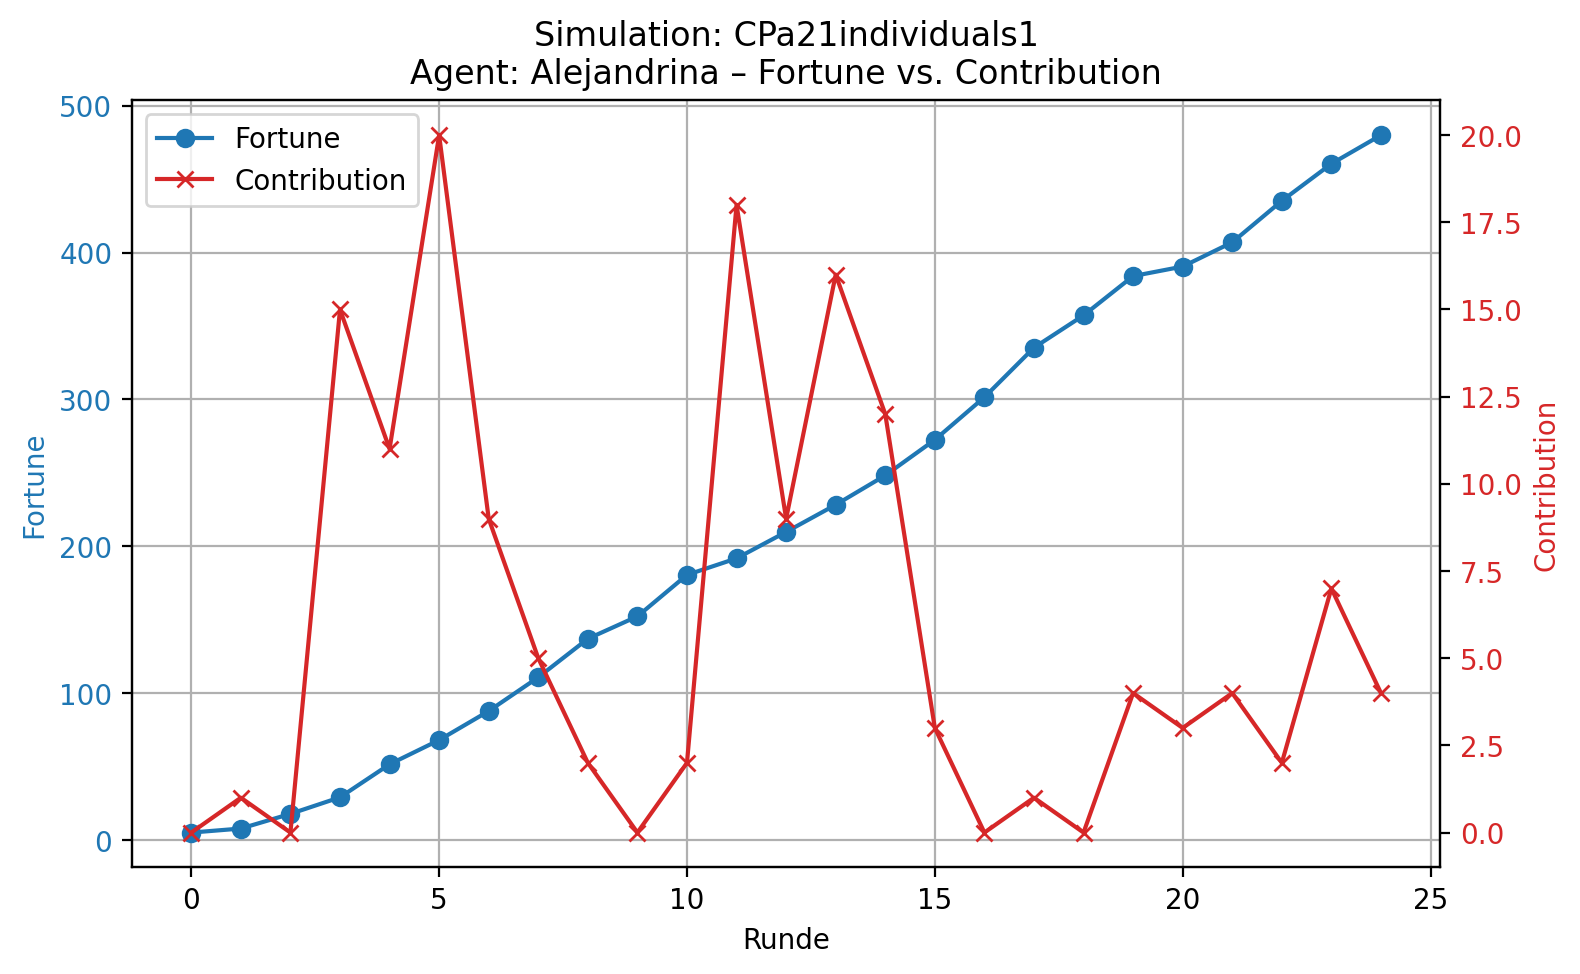 Simulation: CPa21individuals1
Agent: Alejandrina – Fortune vs. Contribution
Fortune
Contribution
500
400
300
200
100
0
Fortune
20.0
17.5
15.0
12.5
10.0
7.5
5.0
2.5
0.0
Contribution
0 5 10 15 20 25
Runde